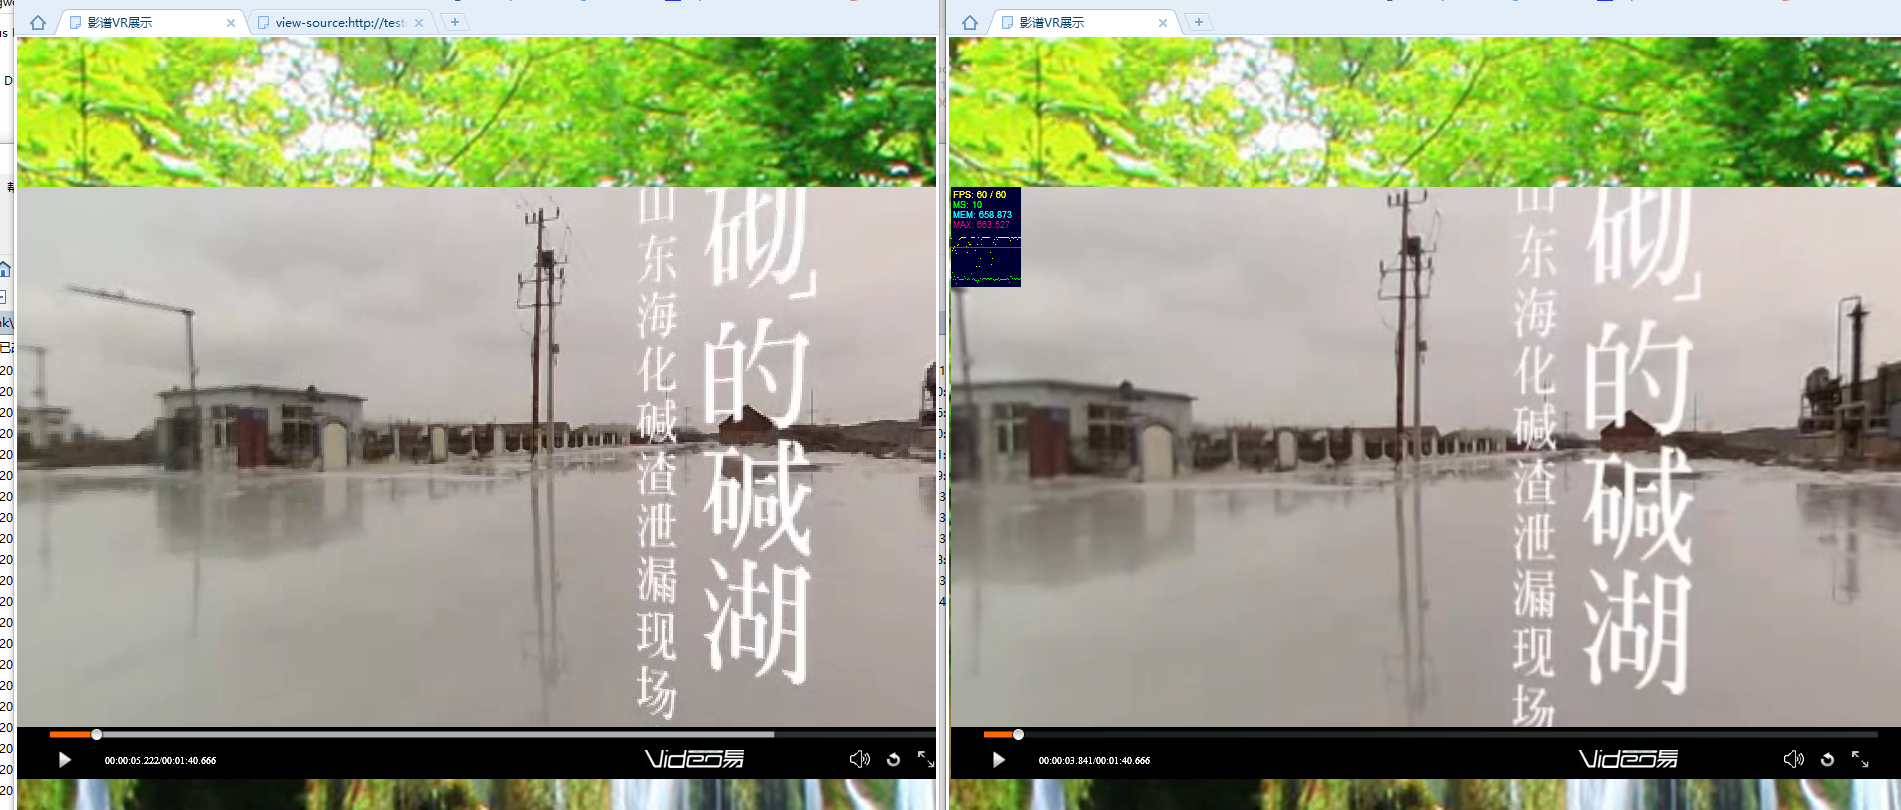 影谱VR展示
view-source:http://test
砌」的碱湖
山东海化碱渣泄漏现场
00:00:05.222/00:01:40.666
Video易
影谱VR展示
FPS: 60 / 60
MS: 10
MEM: 658.873
MAX: 663.527
砌」的碱湖
山东海化碱渣泄漏现场
00:00:03.841/00:01:40.666
Video易